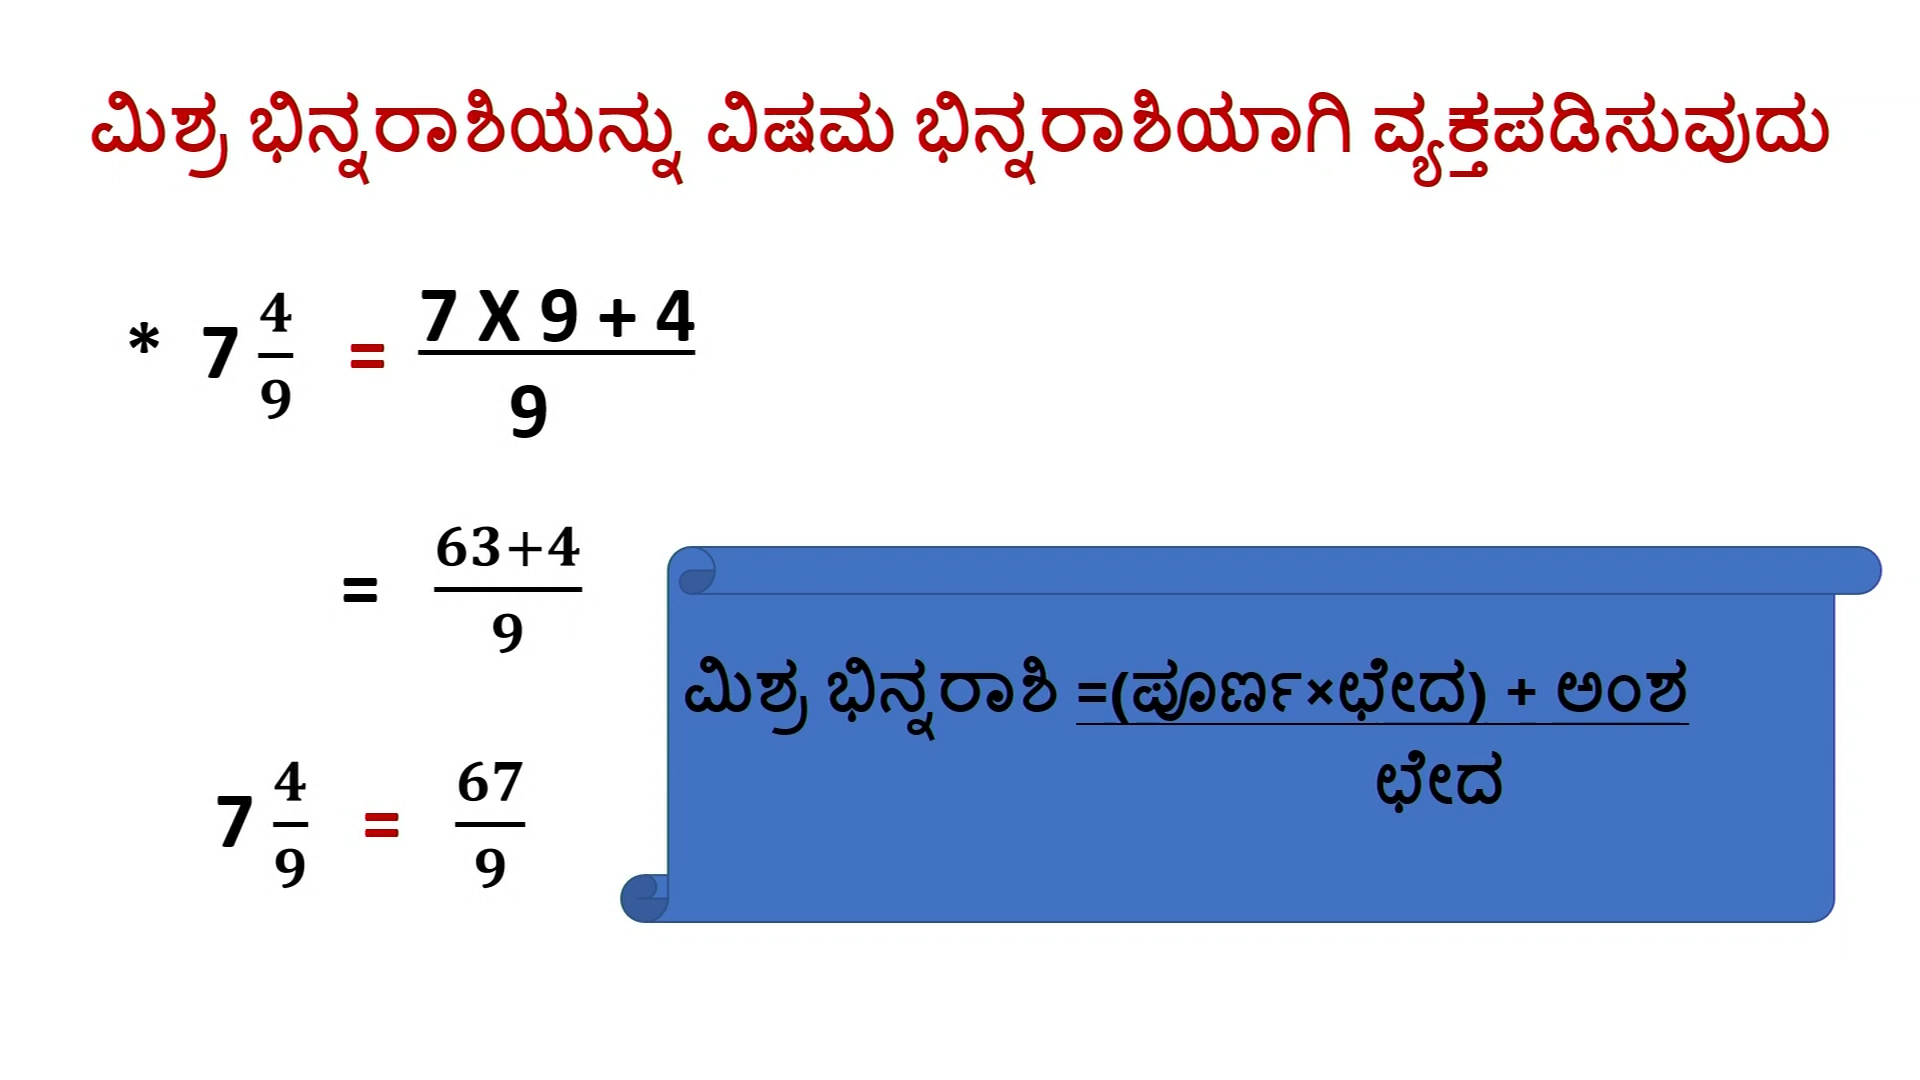 ಮಿಶ್ರ ಭಿನ್ನರಾಶಿಯನ್ನು ವಿಷಮ ಭಿನ್ನರಾಶಿಯಾಗಿ ವ್ಯಕ್ತಪಡಿಸುವುದು
* 7 4/9 = 7 X 9 + 4
9
= 63+4/9
7 4/9 = 67/9
ಮಿಶ್ರ ಭಿನ್ನರಾಶಿ =(ಪೂರ್ಣ×ಛೇದ) + ಅಂಶ
ಛೇದ